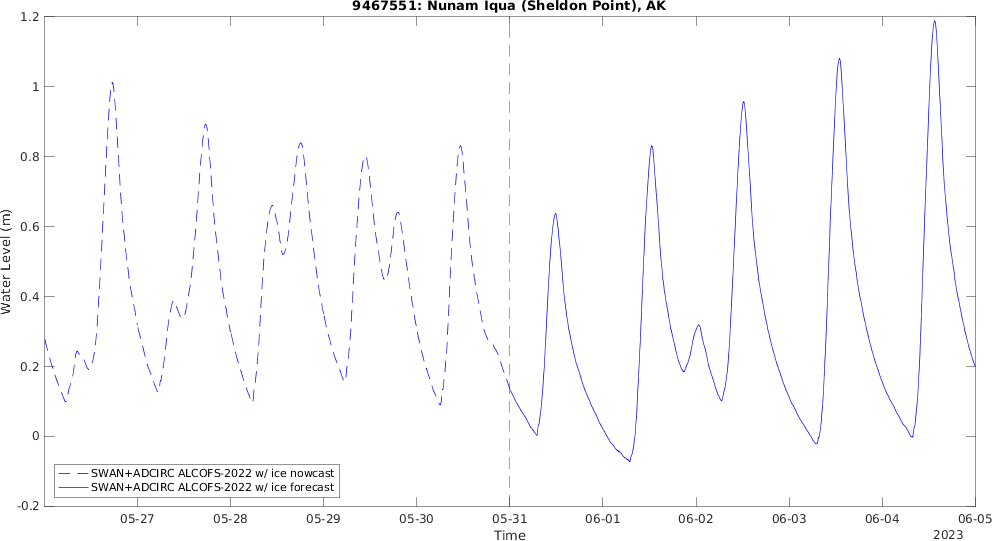 9467551: Nunam Iqua (Sheldon Point), AK
Water Level (m)
1.2
1
0.8
0.6
0.4
0.2
0
-0.2
SWAN+ADCIRC ALCOFS-2022 w/ ice nowcast
SWAN+ADCIRC ALCOFS-2022 w/ ice forecast
05-27 05-28 05-29 05-30 05-31 06-01 06-02 06-03 06-04 06-05
Time
2023